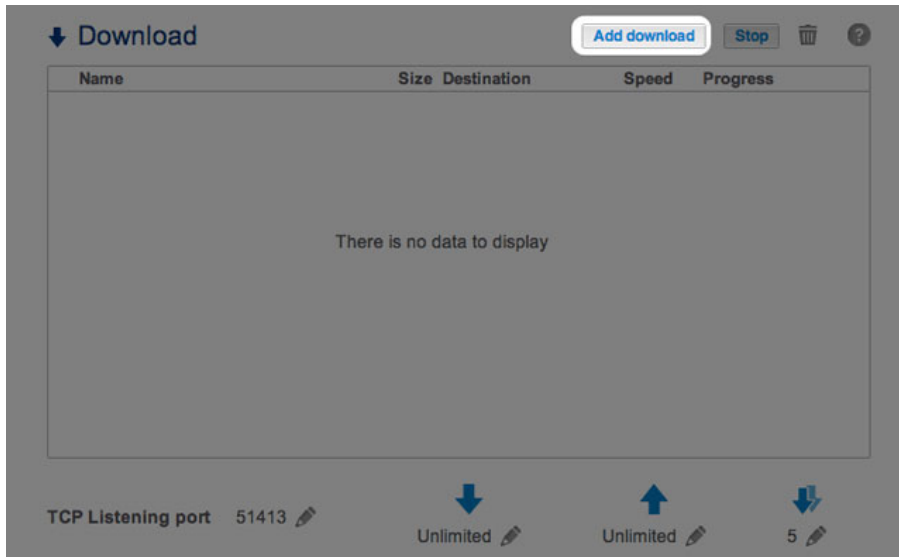 Download
Add download Stop ?
Name Size Destination Speed Progress
There is no data to display
TCP Listening port 51413
Unlimited
Unlimited
5